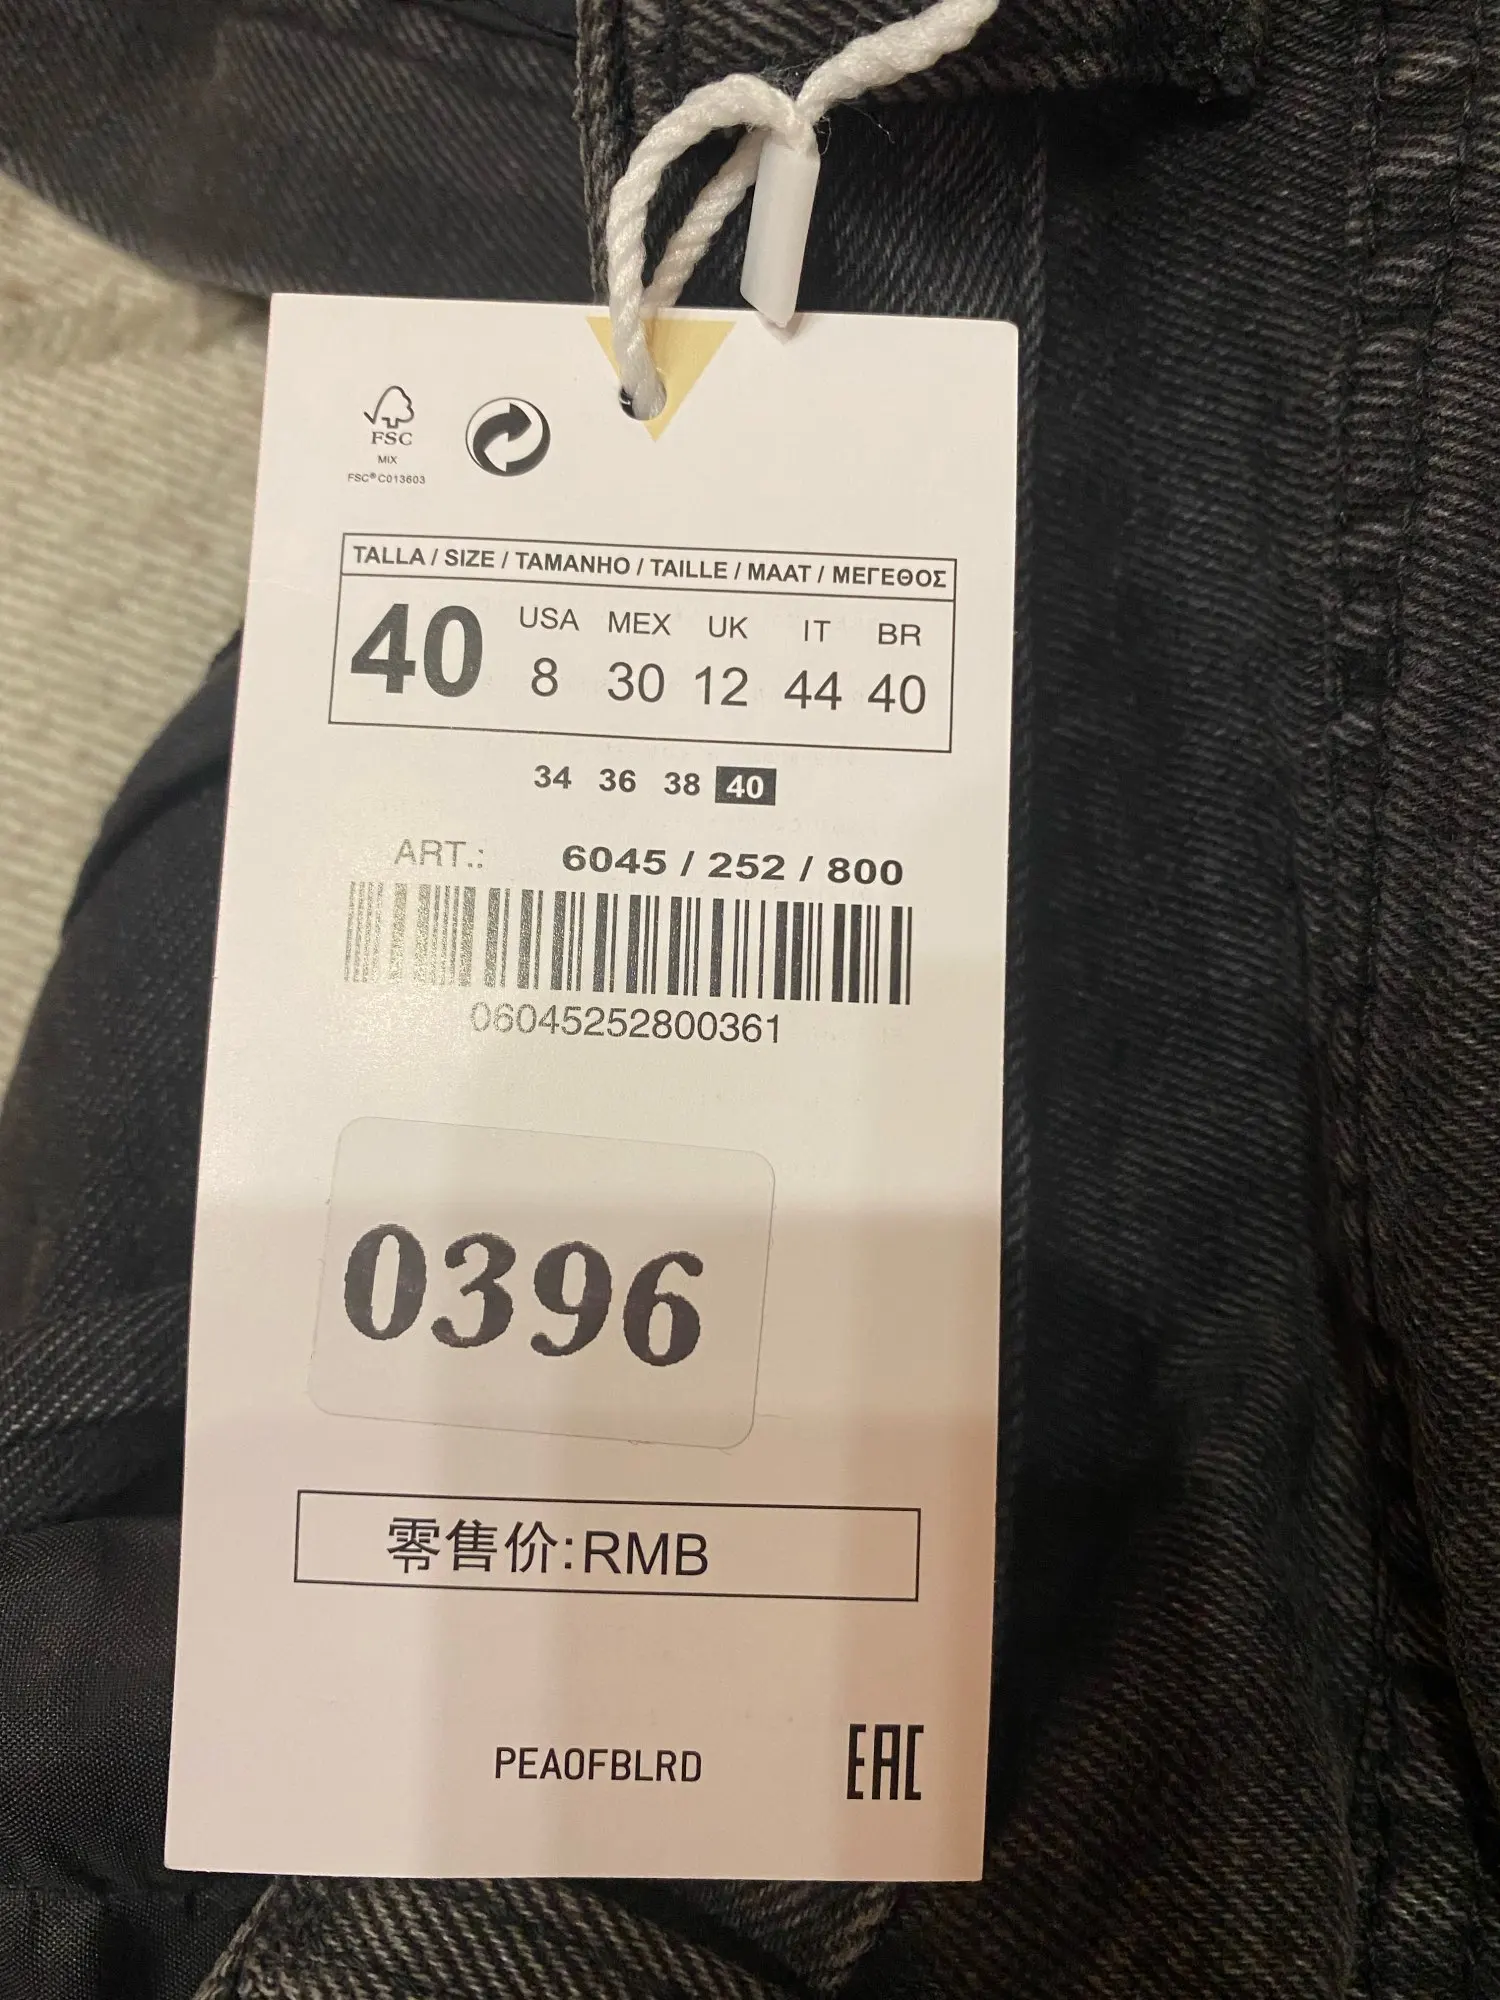 FSC
MIX
FSC® C013603
TALLA / SIZE / TAMANHO / TAILLE / MAAT / ΜΕΓΕΘΟΣ
40
USA MEX UK IT BR
8 30 12 44 40
34 36 38 40
ART.: 6045 / 252 / 800
06045252800361
0396
零售价:RMB
PEAOFBLRD
EAC